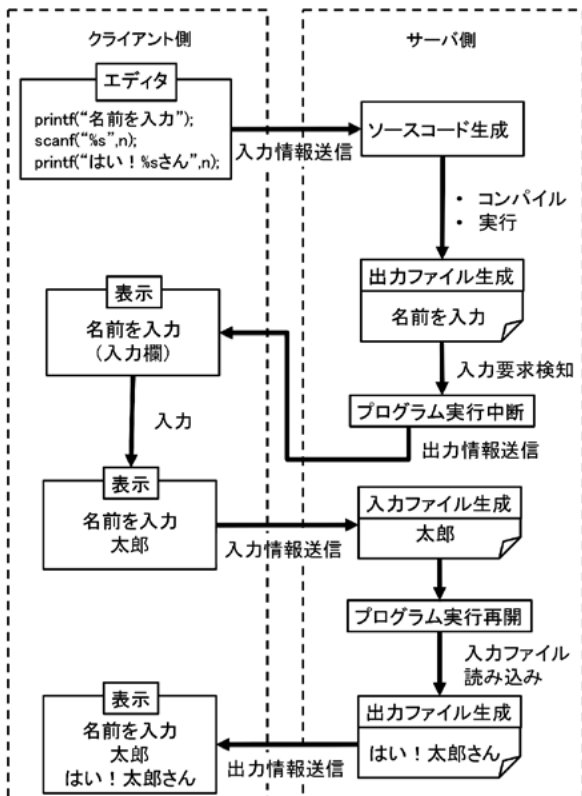 クライアント側
サーバ側
エディタ
printf(“名前を入力”);
scanf(“%s”,n);
printf(“はい！%sさん”,n);
入力情報送信
ソースコード生成
・ コンパイル
・ 実行
出力ファイル生成
名前を入力
入力要求検知
プログラム実行中断
出力情報送信
表示
名前を入力
(入力欄)
入力
表示
名前を入力
太郎
入力情報送信
入力ファイル生成
太郎
プログラム実行再開
入力ファイル
読み込み
出力ファイル生成
はい！太郎さん
出力情報送信
表示
名前を入力
太郎
はい！太郎さん